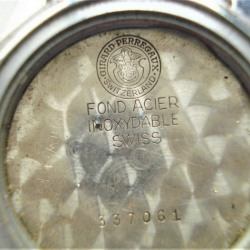 GIRARD PERREGAUX
SWITZERLAND
FOND ACIER
INOXYDABLE
SWISS
337061